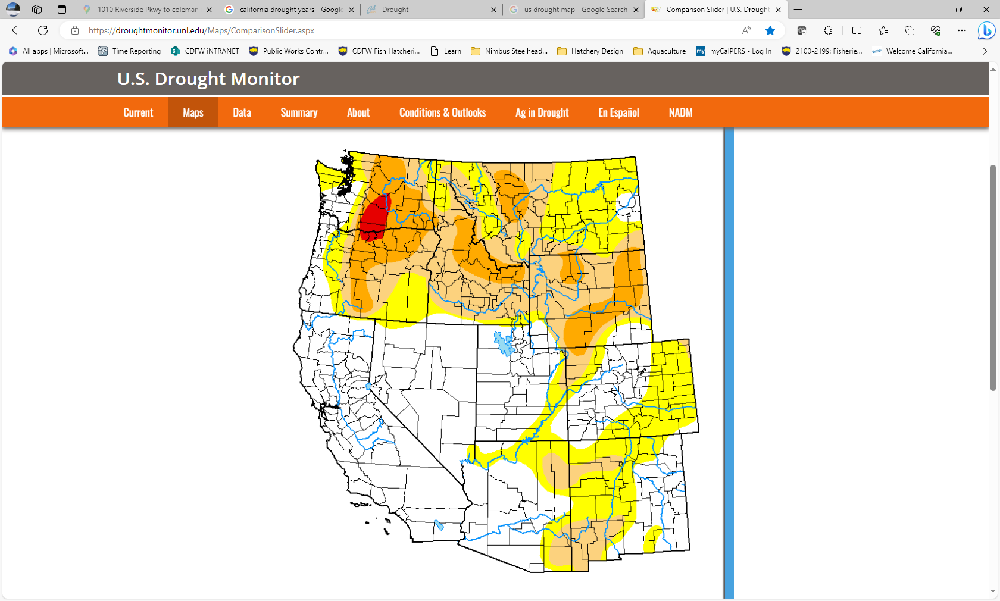 1010 Riverside Pkwy to coleman
california drought years - Google
Drought
us drought map - Google Search
Comparison Slider | U.S. Drought
https://droughtmonitor.unl.edu/Maps/ComparisonSlider.aspx
All apps | Microsoft...
Time Reporting
CDFW iNTRANET
Public Works Contr...
CDFW Fish Hatcheri...
Learn
Nimbus Steelhead...
Hatchery Design
Aquaculture
my
myCalPERS - Log In
2100-2199: Fisherie...
Welcome California...
U.S. Drought Monitor
Current
Maps
Data
Summary
About
Conditions & Outlooks
Ag in Drought
En Español
NADM